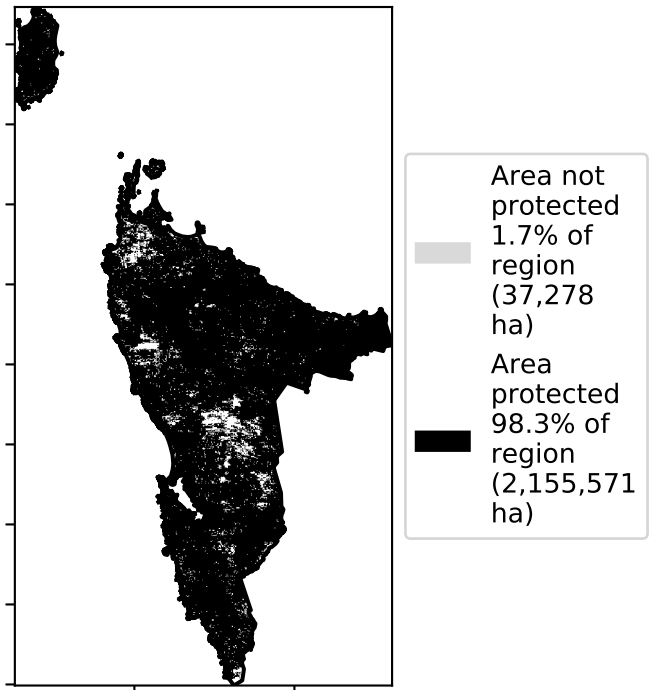 Area not
protected
1.7% of
region
(37,278
ha)
Area
protected
98.3% of
region
(2,155,571
ha)